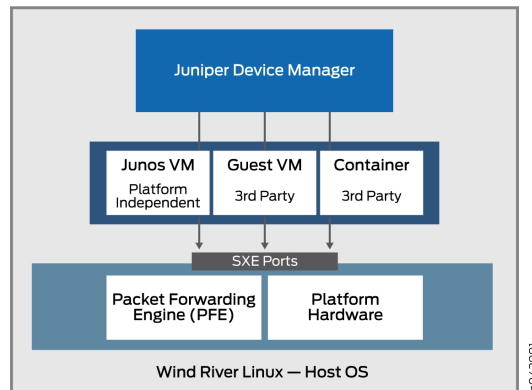 Juniper Device Manager
Junos VM
Platform
Independent
Guest VM
3rd Party
Container
3rd Party
SXE Ports
Packet Forwarding
Engine (PFE)
Platform
Hardware
Wind River Linux — Host OS